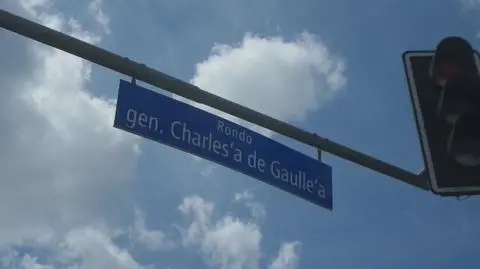 Rondo
gen. Charles'a de Gaulle'a